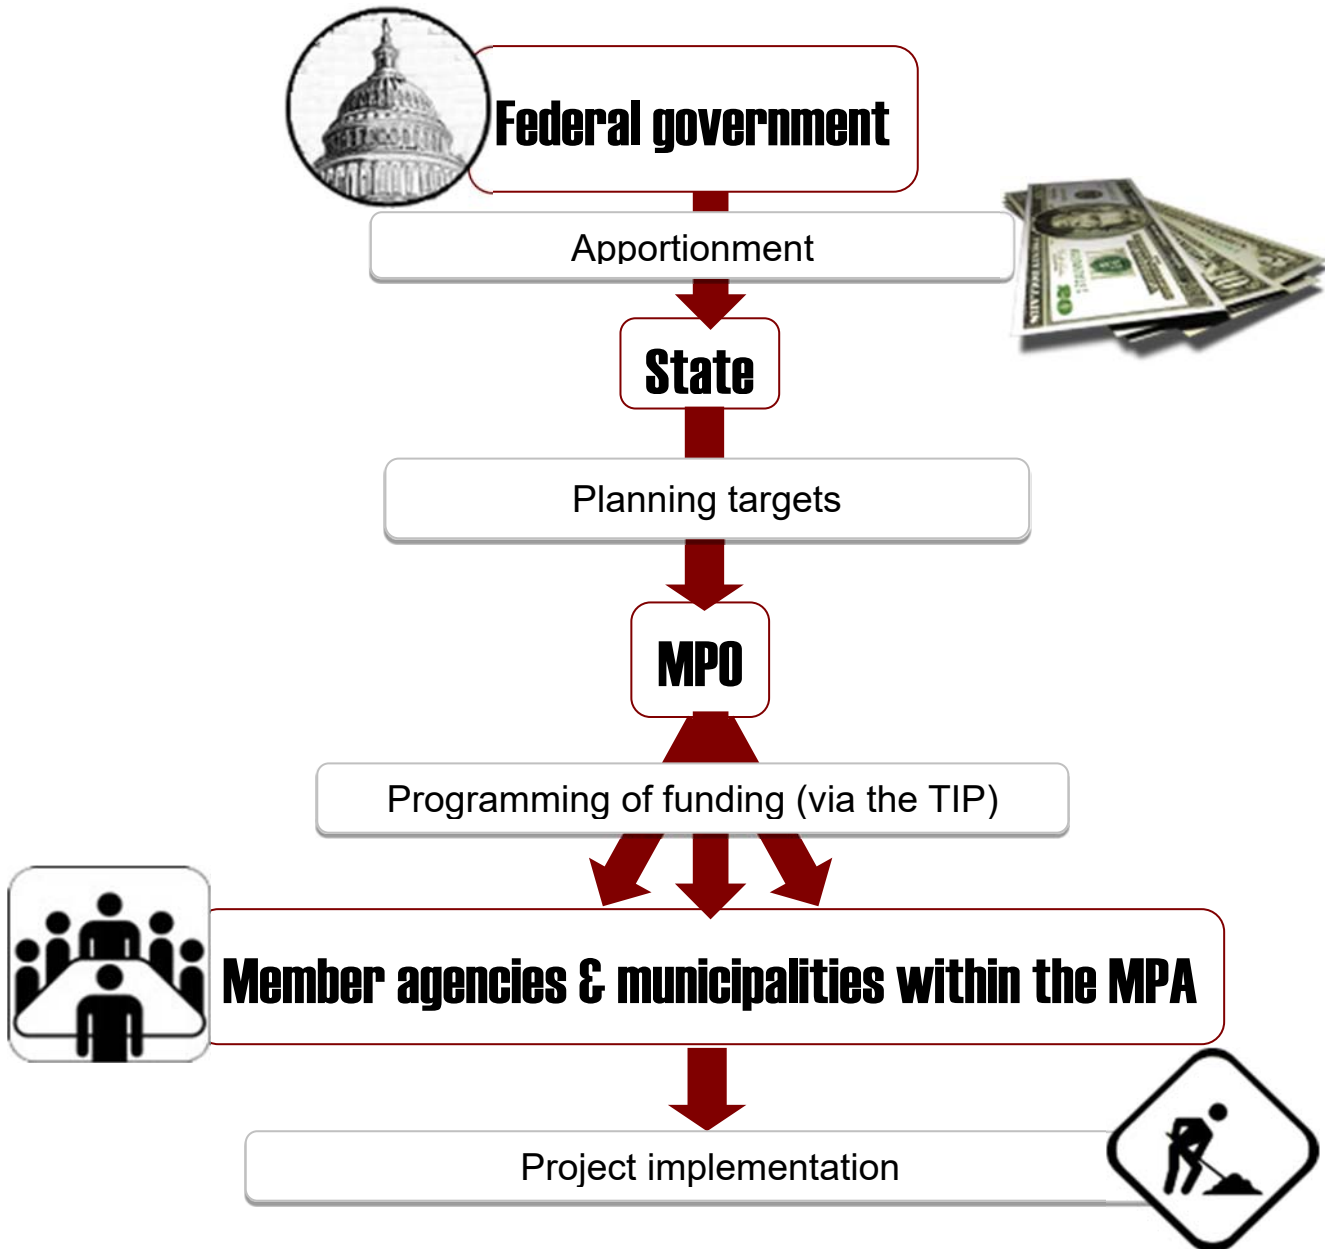 Federal government
Apportionment
State
Planning targets
MPO
Programming of funding (via the TIP)
Member agencies & municipalities within the MPA
Project implementation